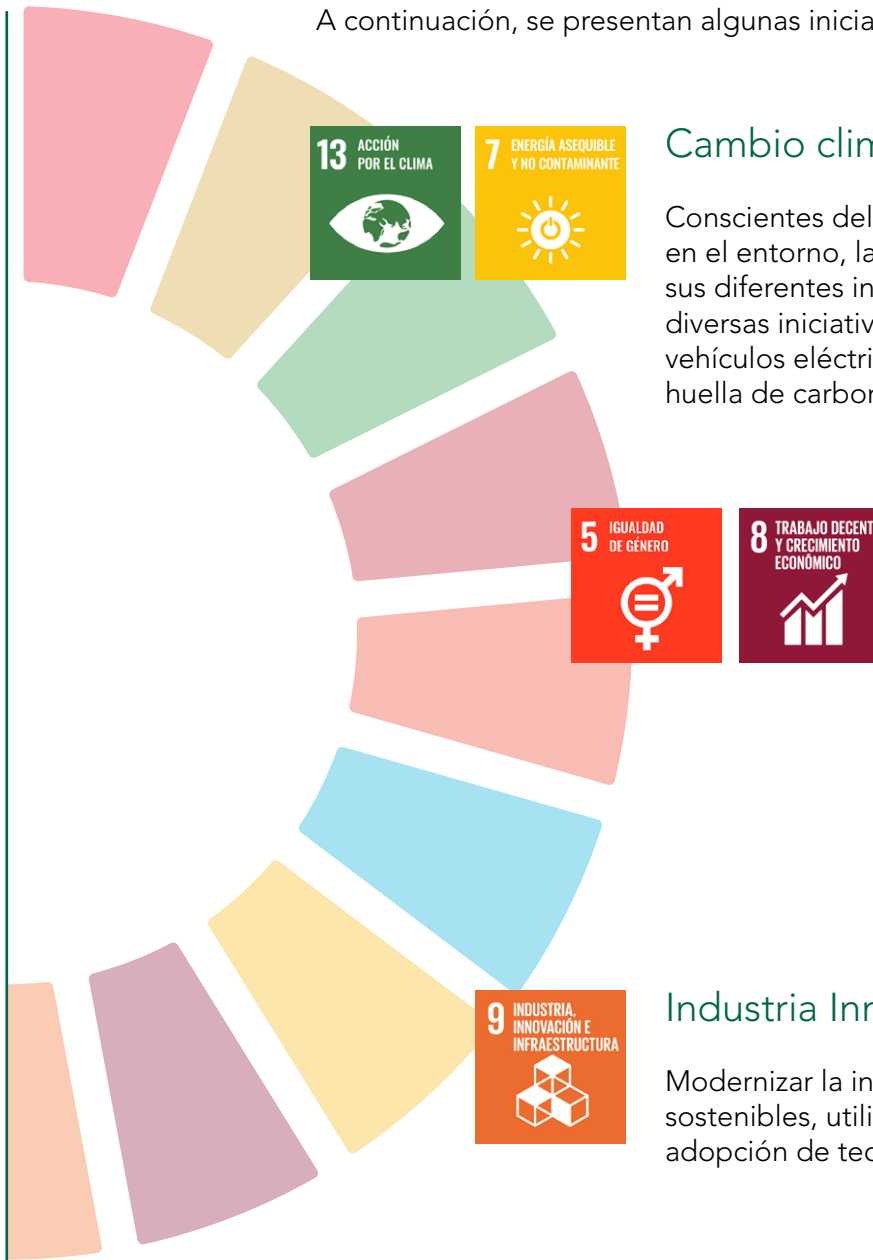 A continuación, se presentan algunas inicia
13 ACCIÓN
POR EL CLIMA
7 ENERGÍA ASEQUIBLE
Y NO CONTAMINANTE
Cambio clim
Conscientes del
en el entorno, la
sus diferentes in
diversas iniciativ
vehículos eléctri
huella de carbor
5 IGUALDAD
DE GÉNERO
8 TRABAJO DECENT
Y CRECIMIENTO
ECONÓMICO
9 INDUSTRIA,
INNOVACIÓN E
INFRAESTRUCTURA
Industria Inn
Modernizar la in
sostenibles, utili
adopción de tec